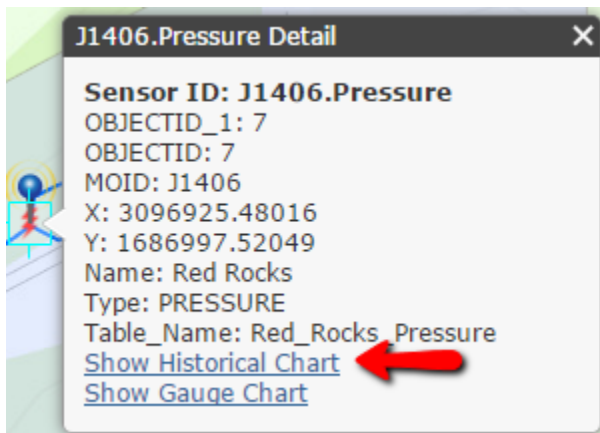 J1406.Pressure Detail
Sensor ID: J1406.Pressure
OBJECTID_1: 7
OBJECTID: 7
MOID: J1406
X: 3096925.48016
Y: 1686997.52049
Name: Red Rocks
Type: PRESSURE
Table_Name: Red_Rocks_Pressure
Show Historical Chart
Show Gauge Chart